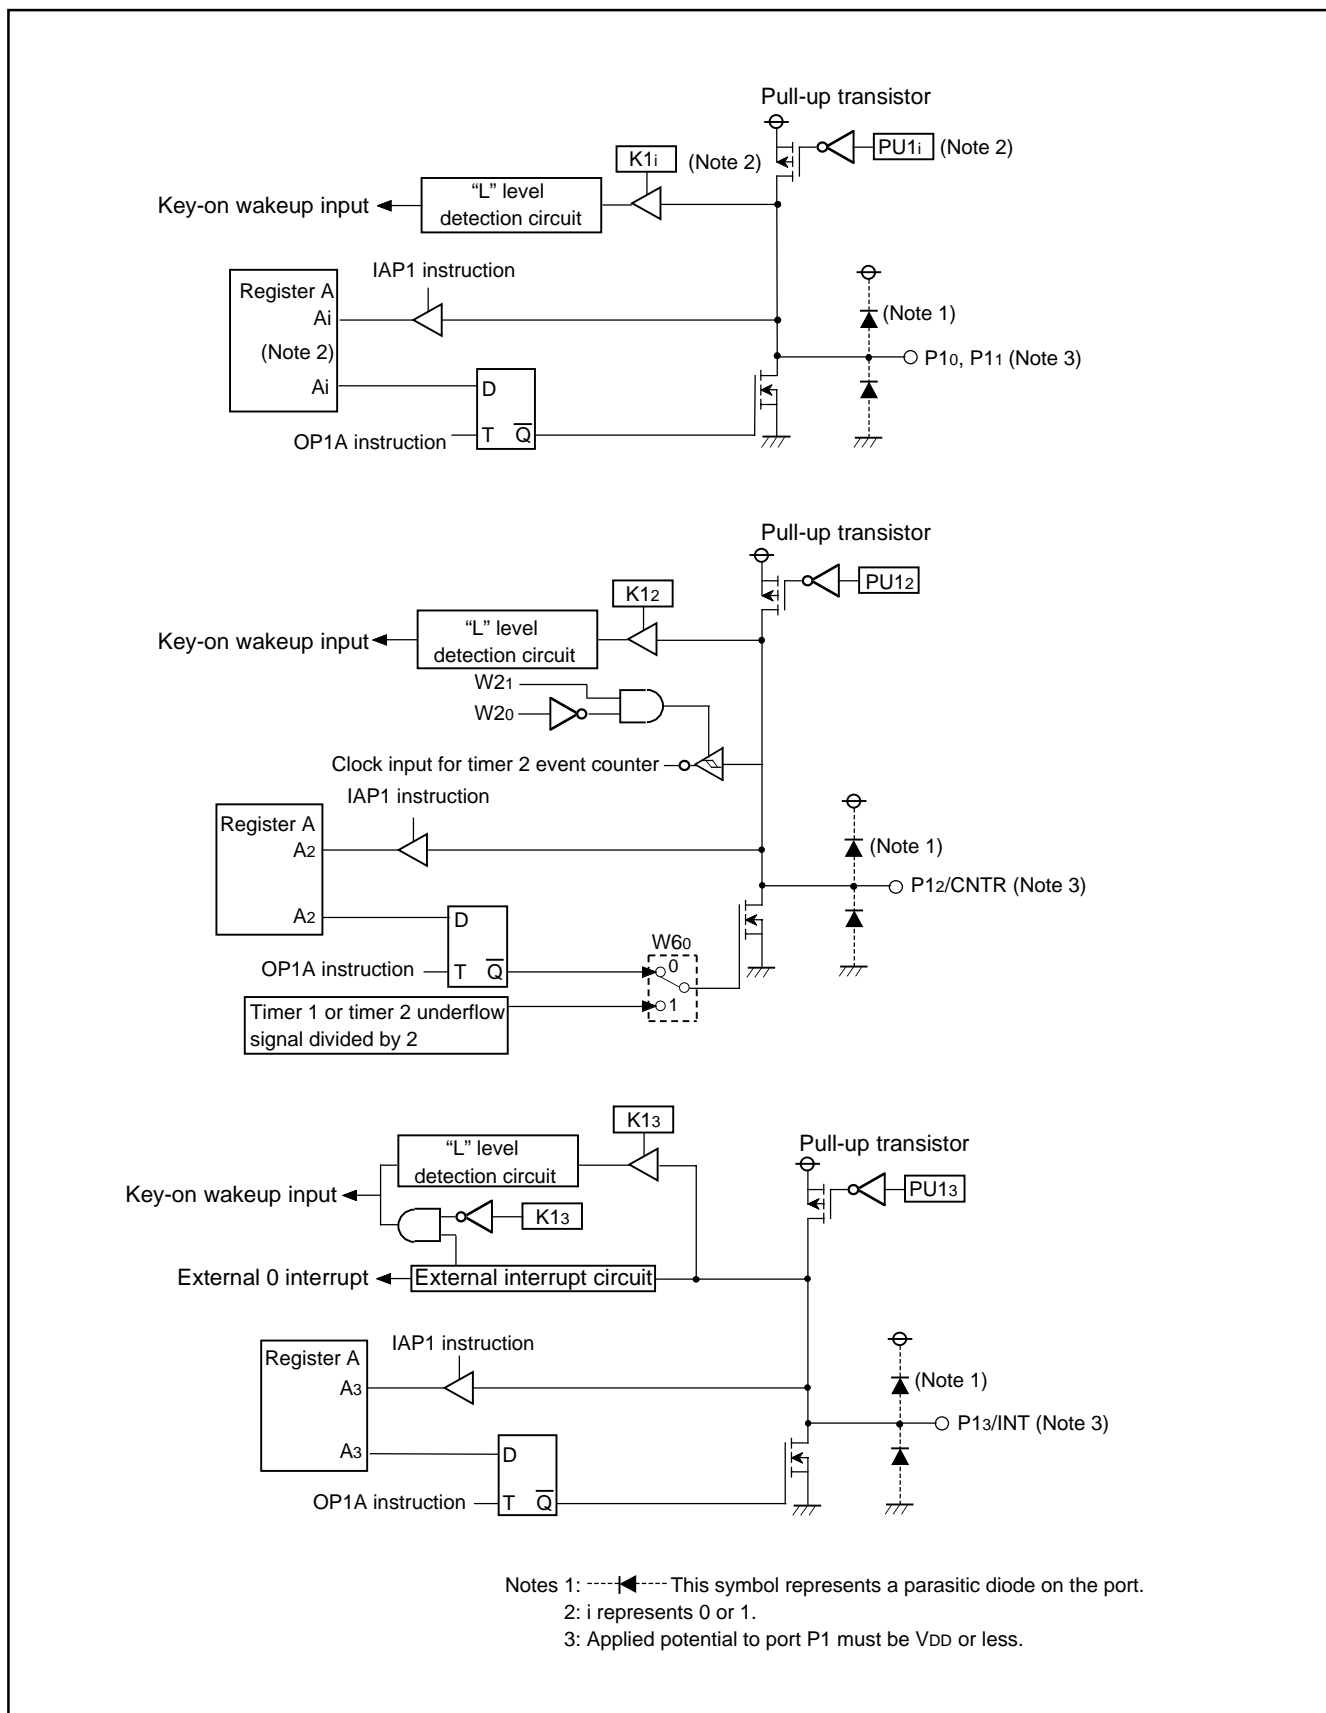 Pull-up transistor
K1i (Note 2)
PU1i (Note 2)
Key-on wakeup input
“L” level
detection circuit
IAP1 instruction
Register A
Ai
(Note 2)
Ai
(Note 1)
P10, P11 (Note 3)
D
T Q
OP1A instruction
Pull-up transistor
K12
PU12
Key-on wakeup input
“L” level
detection circuit
W21
W20
Clock input for timer 2 event counter
IAP1 instruction
Register A
A2
A2
(Note 1)
P12/CNTR (Note 3)
D
T Q
OP1A instruction
W60
0
1
Timer 1 or timer 2 underflow
signal divided by 2
K13
Pull-up transistor
“L” level
detection circuit
PU13
Key-on wakeup input
K13
External 0 interrupt
External interrupt circuit
IAP1 instruction
Register A
A3
A3
(Note 1)
P13/INT (Note 3)
D
T Q
OP1A instruction
Notes 1: This symbol represents a parasitic diode on the port.
2: i represents 0 or 1.
3: Applied potential to port P1 must be VDD or less.